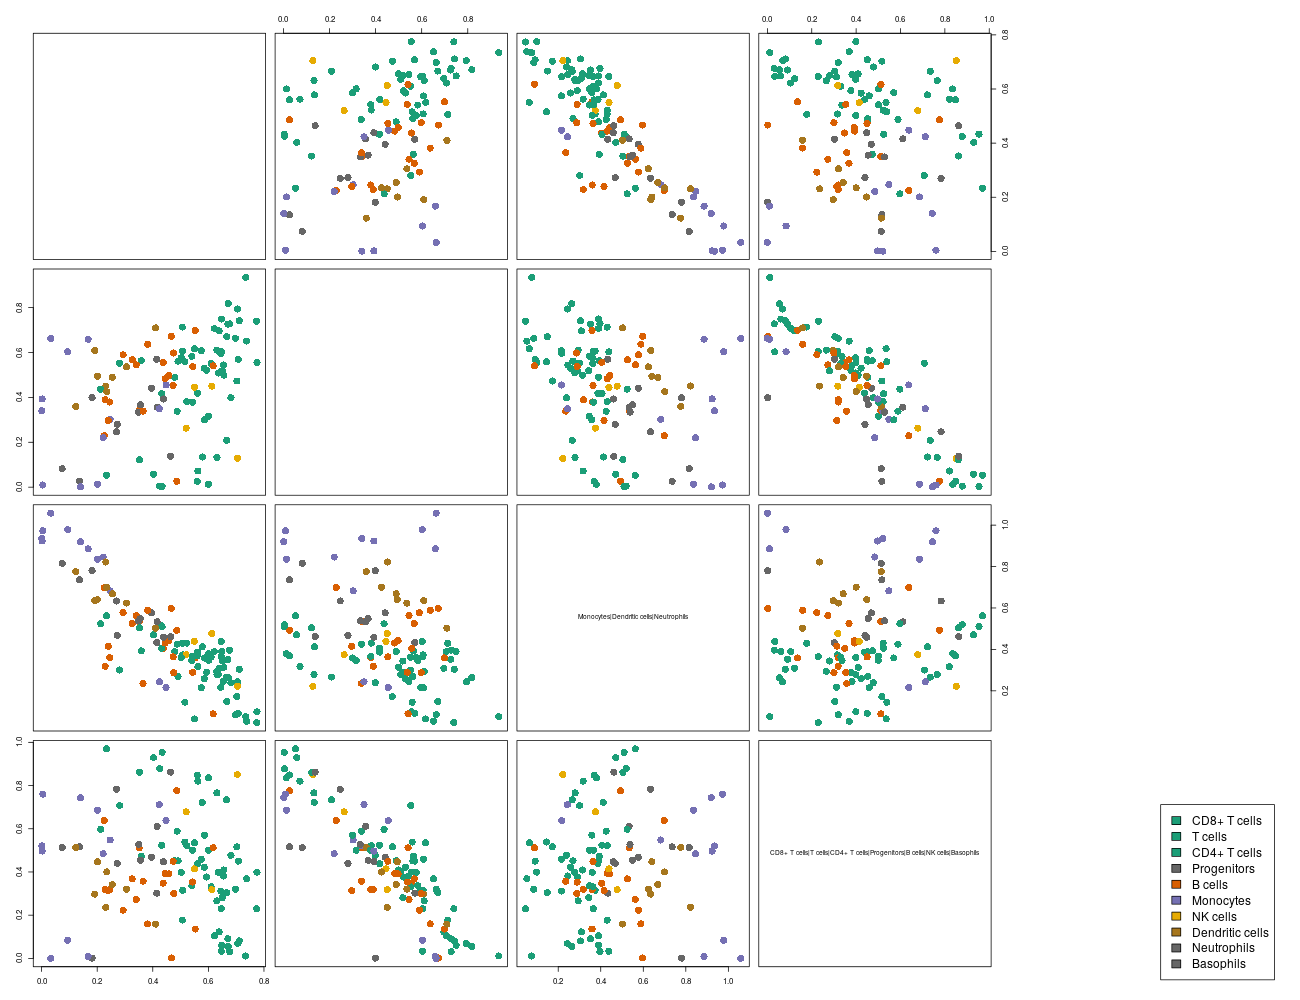 0.0 0.4 0.6 0.8
0.0 0.2 0.4 0.6 1.0
0.8
0.6
0.4
0.2
0.0
0.8
0.6
0.4
0.2
0.0
Monocytes|Dendritic cells|Neutrophils
1.0
0.8
0.6
0.4
0.2
1.0
0.8
0.6
0.4
0.2
0.0
CD8+ T cells|T cells|CD4+ T cells|Progenitors|B cells|NK cells|Basophils
0.0 0.2 0.4 0.6 0.8
0.2 0.4 0.6 0.8 1.0
CD8+ T cells
T cells
CD4+ T cells
Progenitors
B cells
Monocytes
NK cells
Dendritic cells
Neutrophils
Basophils